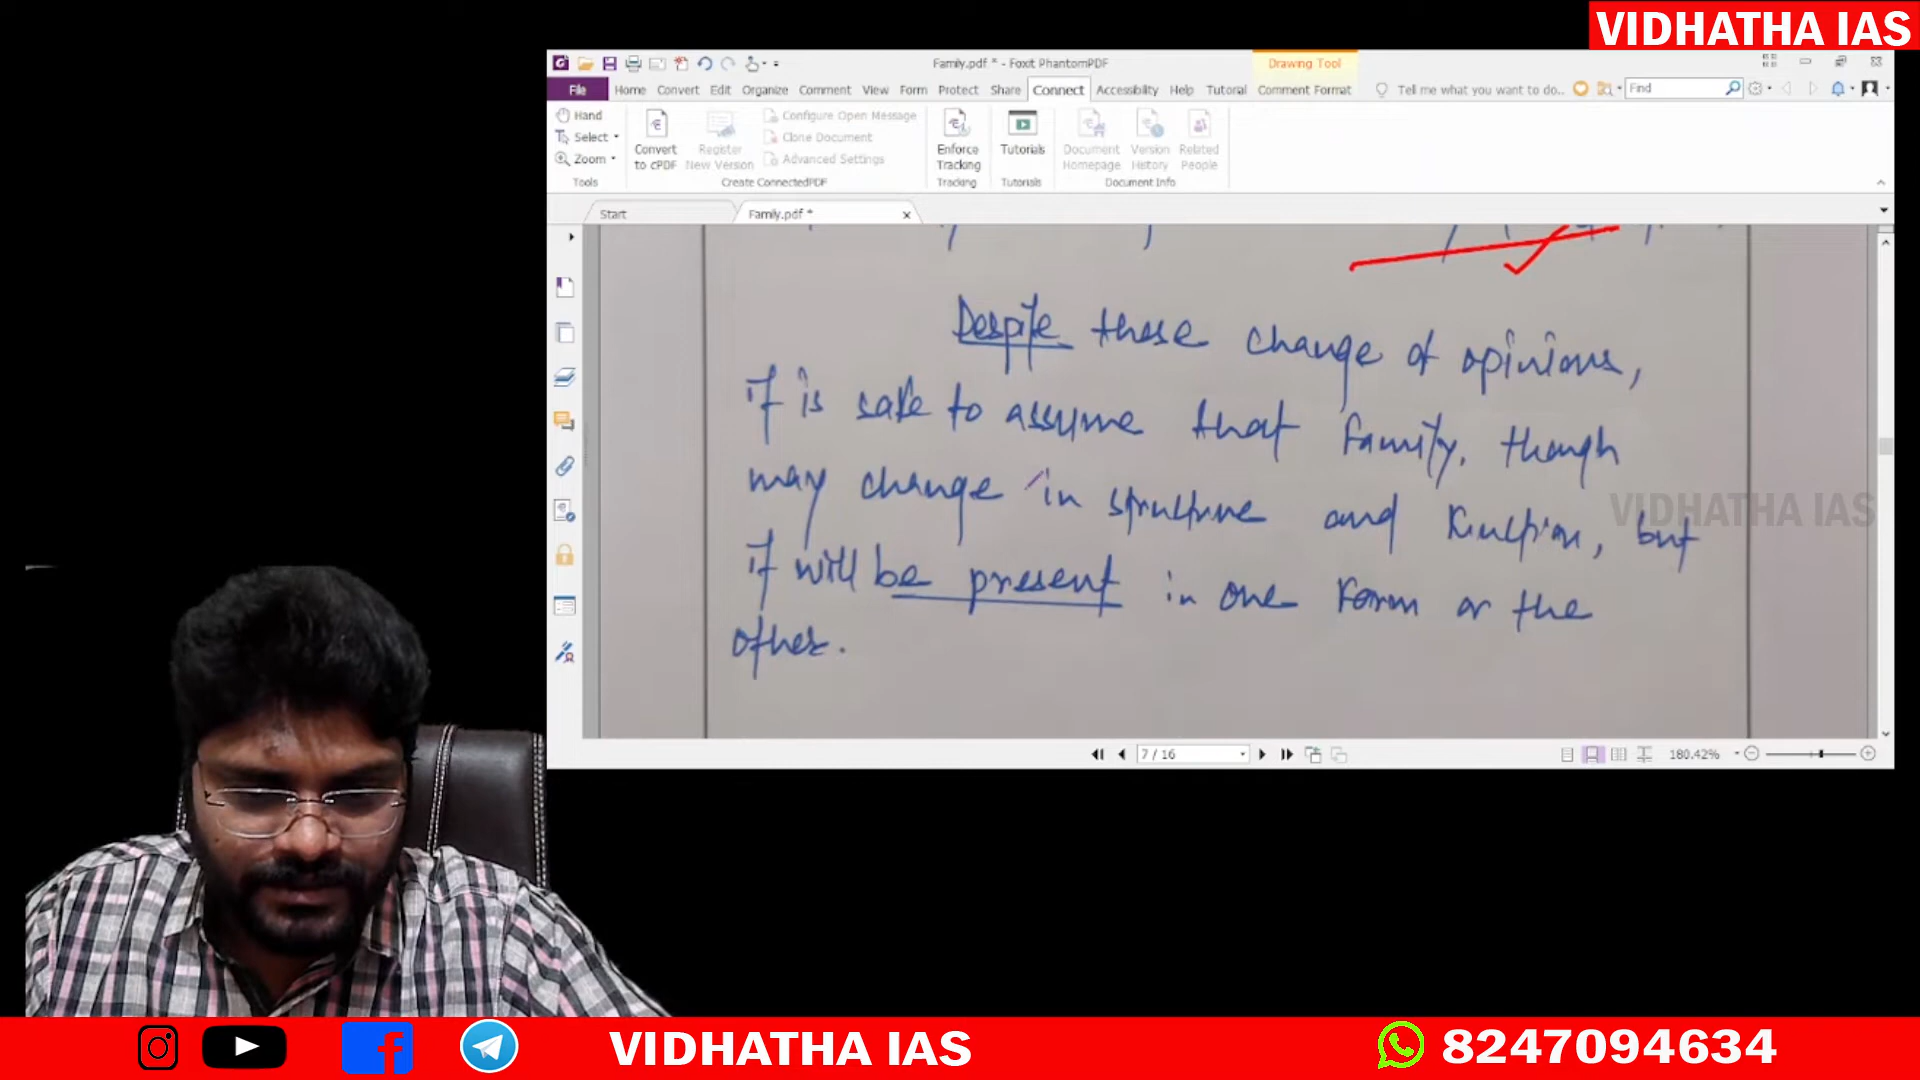 VIDHATHA IAS
Family.pdf * - Foxit PhantomPDF
Drawing Tool
File Home Convert Edit Organize Comment View Form Protect Share Connect Accessibility Help Tutorial Comment Format Tell me what you want to do.. Find
Hand
Select
Zoom
Tools
Convert to cPDF
Register New Version
Configure Open Message
Clone Document
Advanced Settings
Create ConnectedPDF
Enforce Tracking
Tracking
Tutorials
Tutorials
Document Homepage
Version History
Related People
Document Info
Start
Family.pdf *
Despite these change of opinions,
it is safe to assume that family, though
may change in structure and function, but
it will be present in one form or the
other.
VIDHATHA IAS
7 / 16
180.42%
VIDHATHA IAS
8247094634